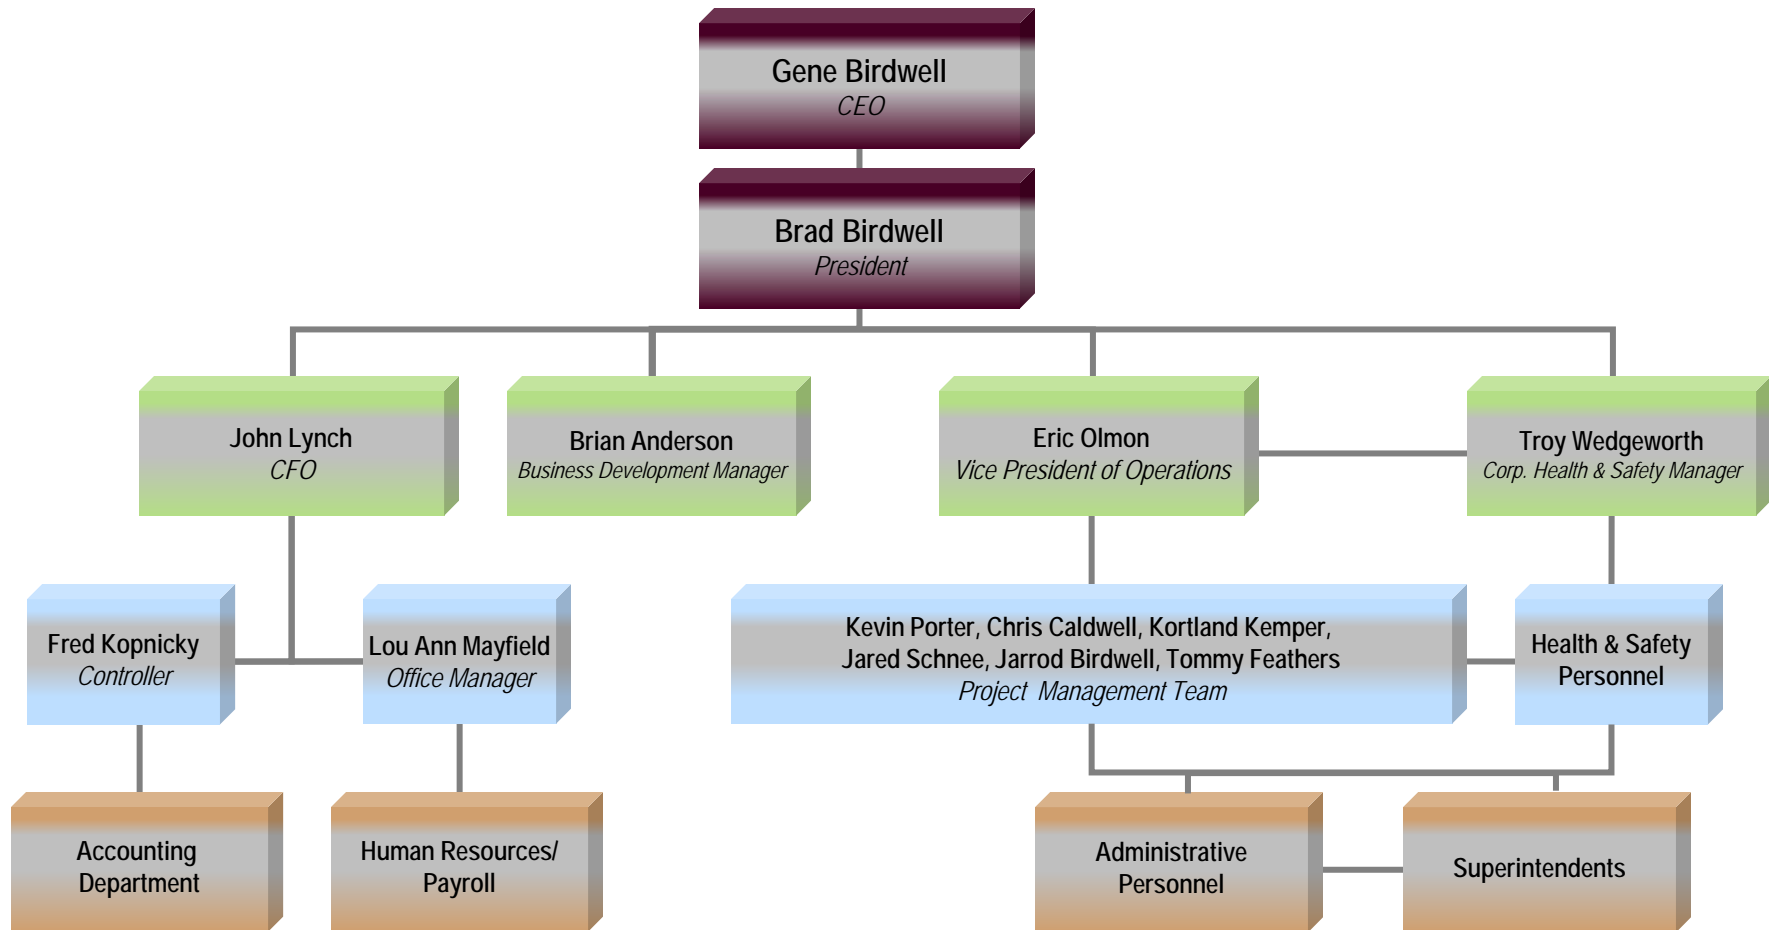 Gene Birdwell
CEO
Brad Birdwell
President
John Lynch
CFO
Brian Anderson
Business Development Manager
Eric Olmon
Vice President of Operations
Troy Wedgeworth
Corp. Health & Safety Manager
Fred Kopnicky
Controller
Lou Ann Mayfield
Office Manager
Kevin Porter, Chris Caldwell, Kortland Kemper,
Jared Schnee, Jarrod Birdwell, Tommy Feathers
Project Management Team
Health & Safety
Personnel
Accounting
Department
Human Resources/
Payroll
Administrative
Personnel
Superintendents